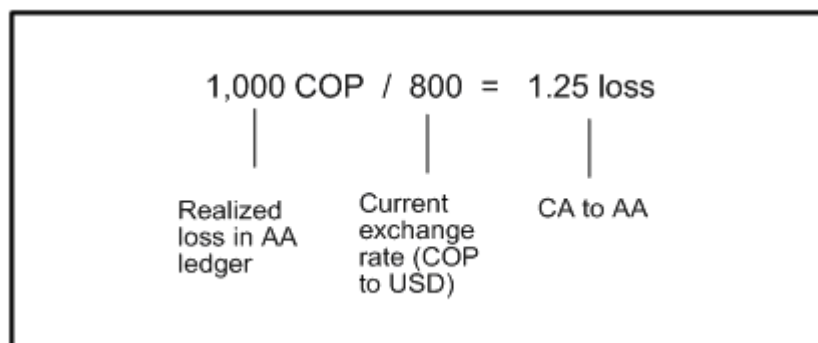 1,000 COP / 800 = 1.25 loss
Realized
loss in AA
ledger
Current
exchange
rate (COP
to USD)
CA to AA